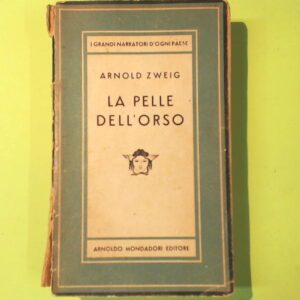 I GRANDI NARRATORI D'OGNI PAESE
ARNOLD ZWEIG
LA PELLE
DELL'ORSO
ARNOLDO MONDADORI EDITORE